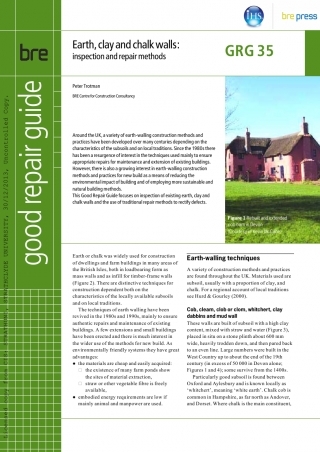 IHS
bre press
bre
good repair guide
Earth, clay and chalk walls:
inspection and repair methods
GRG 35
Peter Trotman
BRE Centre for Construction Consultancy
Around the UK, a variety of earth-walling construction methods and
practices have been developed over many centuries depending on the
characteristics of the subsoils and on local traditions. Since the 1980s there
has been a resurgence of interest in the techniques used mainly to ensure
appropriate repairs for maintenance and extension of existing buildings.
However, there is also a growing interest in earth-walling construction
methods and practices for new build as a means of reducing the
environmental impact of building and of employing more sustainable and
natural building methods.
This Good Repair Guide focuses on inspection of existing earth, clay and
chalk walls and the use of traditional repair methods to rectify defects.
Figure 1
Earth or chalk was widely used for construction
of dwellings and farm buildings in many areas of
the British Isles, both in loadbearing form as
mass walls and as infill for timber-frame walls
(Figure 2). There are distinctive techniques for
construction dependent both on the
characteristics of the locally available subsoils
and on local traditions.
The techniques of earth walling have been
revived in the 1980s and 1990s, mainly to ensure
authentic repairs and maintenance of existing
buildings. A few extensions and small buildings
have been erected and there is much interest in
the wider use of the methods for new build. As
environmentally friendly systems they have great
advantages:
● the materials are cheap and easily acquired:
○ the existence of many farm ponds show
the sites of material extraction,
○ straw or other vegetable fibre is freely
available,
● embodied energy requirements are low if
mainly animal and manpower are used.
Earth-walling techniques
A variety of construction methods and practices
are found throughout the UK. Materials used are
subsoil, usually with a proportion of clay, and
chalk. For a regional account of local traditions
see Hurd & Gourley (2000).
Cob, cleam, clob or clom, whitchert, clay
dabbins and mud wall
These walls are built of subsoil with a high clay
content, mixed with straw and water (Figure 3),
placed in situ on a stone plinth about 600 mm
wide, heavily trodden down, and then pared back
to an even line. Large numbers were built in the
West Country up to about the end of the 19th
century (in excess of 50 000 in Devon alone,
Figures 1 and 4); some survive from the 1400s.
Particularly good subsoil is found between
Oxford and Aylesbury and is known locally as
'whitchert', meaning 'white earth'. Chalk cob is
common in Hampshire, as far north as Andover,
and Dorset. Where chalk is the main constituent,